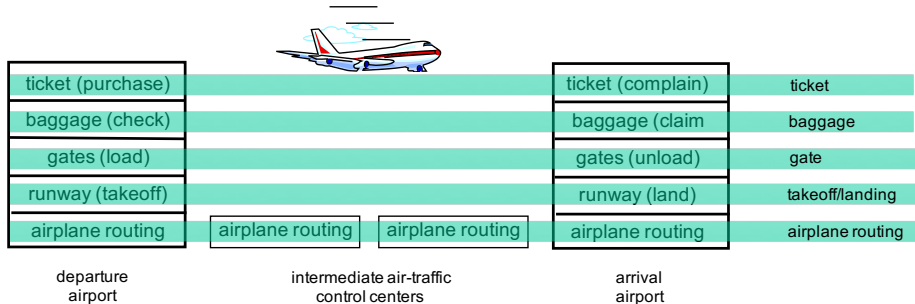 ticket (purchase)
ticket (complain)
ticket
baggage (check)
baggage (claim
baggage
gates (load)
gates (unload)
gate
runway (takeoff)
runway (land)
takeoff/landing
airplane routing
airplane routing
airplane routing
airplane routing
airplane routing
departure
airport
intermediate air-traffic
control centers
arrival
airport